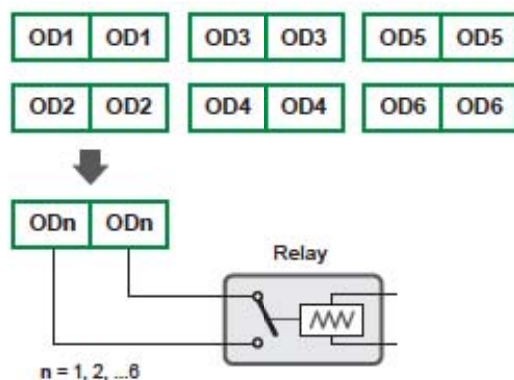 OD1 OD1 OD3 OD3 OD5 OD5
OD2 OD2 OD4 OD4 OD6 OD6
ODn ODn
Relay
n = 1, 2, ...6